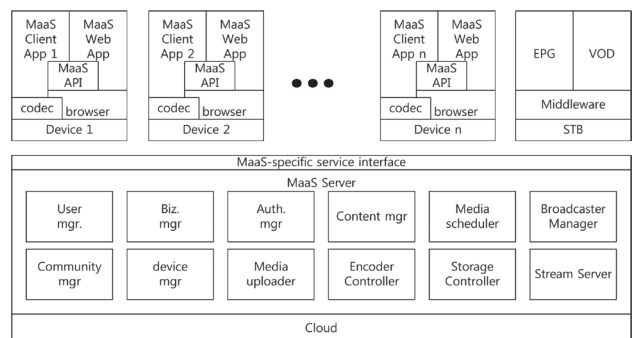 MaaS
Client
App 1
MaaS
Web
App
MaaS
API
codec
browser
Device 1
MaaS
Client
App 2
MaaS
Web
App
MaaS
API
codec
browser
Device 2
MaaS
Client
App n
MaaS
Web
App
MaaS
API
codec
browser
Device n
EPG
VOD
Middleware
STB
MaaS-specific service interface
MaaS Server
User
mgr.
Biz.
mgr
Auth.
mgr
Content mgr
Media
scheduler
Broadcaster
Manager
Community
mgr
device
mgr
Media
uploader
Encoder
Controller
Storage
Controller
Stream Server
Cloud